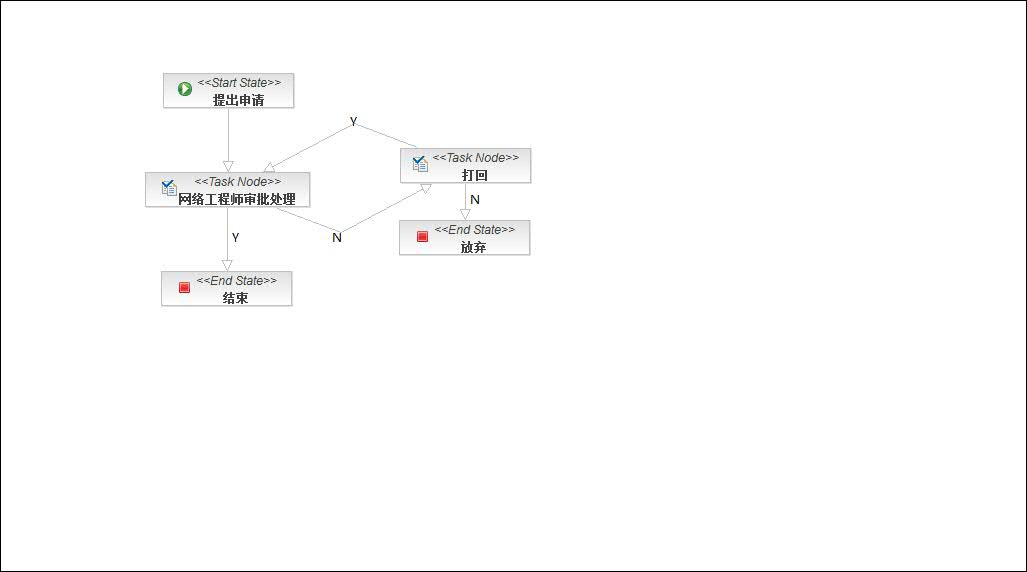 <<Start State>>
提出申请
Y
<<Task Node>>
打回
<<Task Node>>
网络工程师审批处理
N
Y
N
<<End State>>
放弃
<<End State>>
结束